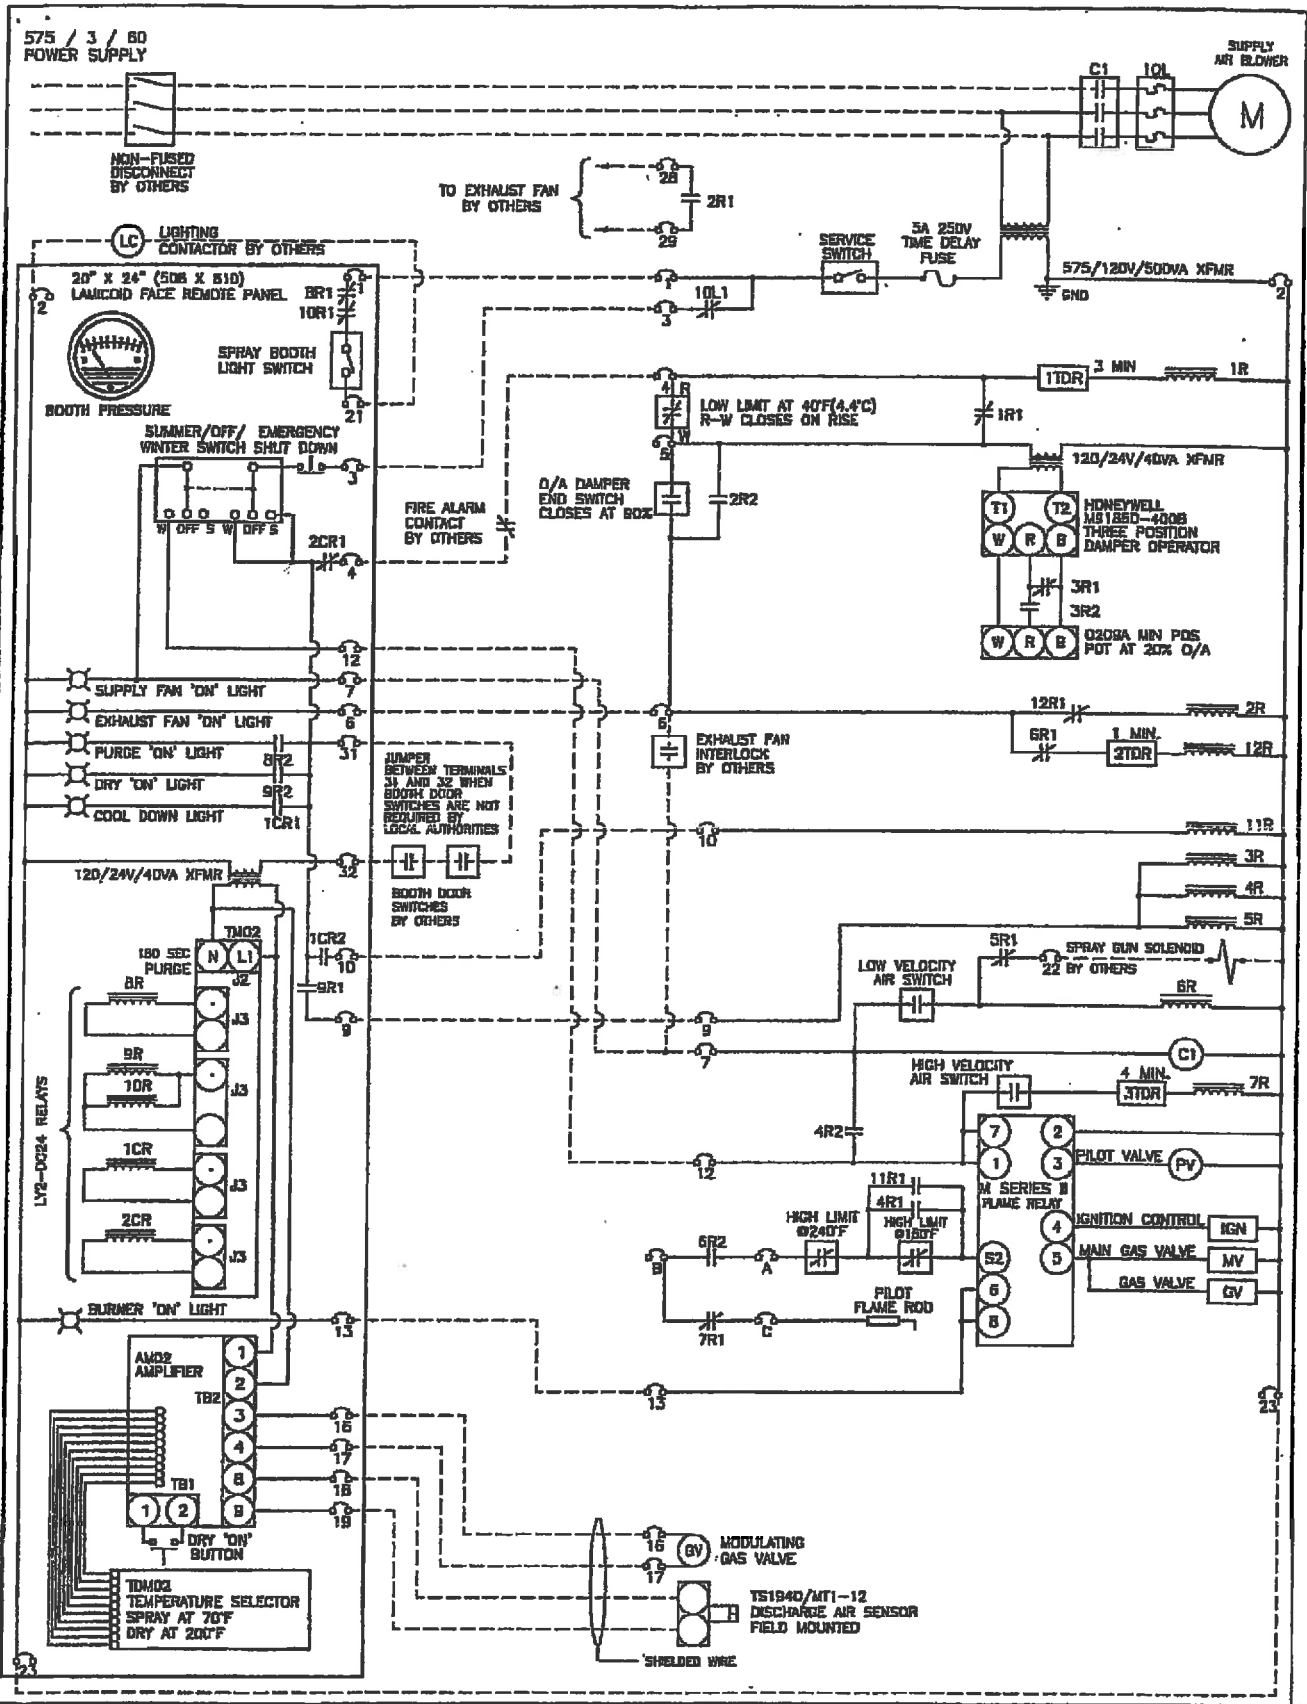 575 / 3 / 60
POWER SUPPLY
NON-FUSED
DISCONNECT
BY OTHERS
C1
1OL
SUPPLY
AIR BLOWER
M
TO EXHAUST FAN
BY OTHERS
28
2R1
29
LC
LIGHTING
CONTACTOR BY OTHERS
20" X 24" (508 X 610)
LAMICOID FACE REMOTE PANEL
2
8R1
10R1
1
SPRAY BOOTH
LIGHT SWITCH
21
BOOTH PRESSURE
SERVICE
SWITCH
5A 250V
TIME DELAY
FUSE
575/120V/500VA XFMR
GND
2
1
10L1
3
SUMMER/OFF/
WINTER SWITCH
EMERGENCY
SHUT DOWN
3
W OFF S W OFF S
2CR1
4
FIRE ALARM
CONTACT
BY OTHERS
4 R
LOW LIMIT AT 40°F(4.4°C)
R-W CLOSES ON RISE
W
5
1TDR
3 MIN
1R
1R1
120/24V/40VA XFMR
O/A DAMPER
END SWITCH
CLOSES AT 80%
2R2
T1
T2
W
R
B
HONEYWELL
M9185D-4006
THREE POSITION
DAMPER OPERATOR
3R1
3R2
W
R
B
Q209A MIN POS
POT AT 20% O/A
12
7
SUPPLY FAN "ON" LIGHT
6
EXHAUST FAN "ON" LIGHT
31
PURGE "ON" LIGHT
8R2
DRY "ON" LIGHT
9R2
COOL DOWN LIGHT
1CR1
JUMPER
BETWEEN TERMINALS
31 AND 32 WHEN
BOOTH DOOR
SWITCHES ARE NOT
REQUIRED BY
LOCAL AUTHORITIES
6
EXHAUST FAN
INTERLOCK
BY OTHERS
12R1
2R
6R1
1 MIN.
2TDR
12R
10
11R
3R
4R
5R
120/24V/40VA XFMR
32
BOOTH DOOR
SWITCHES
BY OTHERS
180 SEC
PURGE
TM02
N
L1
J2
1CR2
10
9R1
9
8R
J3
9R
10R
J3
1CR
J3
2CR
J3
LY2-DC24 RELAYS
LOW VELOCITY
AIR SWITCH
5R1
22
SPRAY GUN SOLENOID
BY OTHERS
6R
9
7
C1
HIGH VELOCITY
AIR SWITCH
4 MIN.
3TDR
7R
4R2
12
7
2
1
3
PILOT VALVE
PV
M SERIES II
FLAME RELAY
4
IGNITION CONTROL
IGN
S2
5
MAIN GAS VALVE
MV
6
GAS VALVE
GV
8
11R1
4R1
HIGH LIMIT
@240°F
HIGH LIMIT
@160°F
B
6R2
A
7R1
C
PILOT
FLAME ROD
BURNER "ON" LIGHT
13
13
23
AMD2
AMPLIFIER
TB2
1
2
3
4
8
9
16
17
18
19
TB1
1
2
DRY "ON"
BUTTON
TDM02
TEMPERATURE SELECTOR
SPRAY AT 70°F
DRY AT 200°F
23
16
17
GV
MODULATING
GAS VALVE
TS1940/MT1-12
DISCHARGE AIR SENSOR
FIELD MOUNTED
SHIELDED WIRE